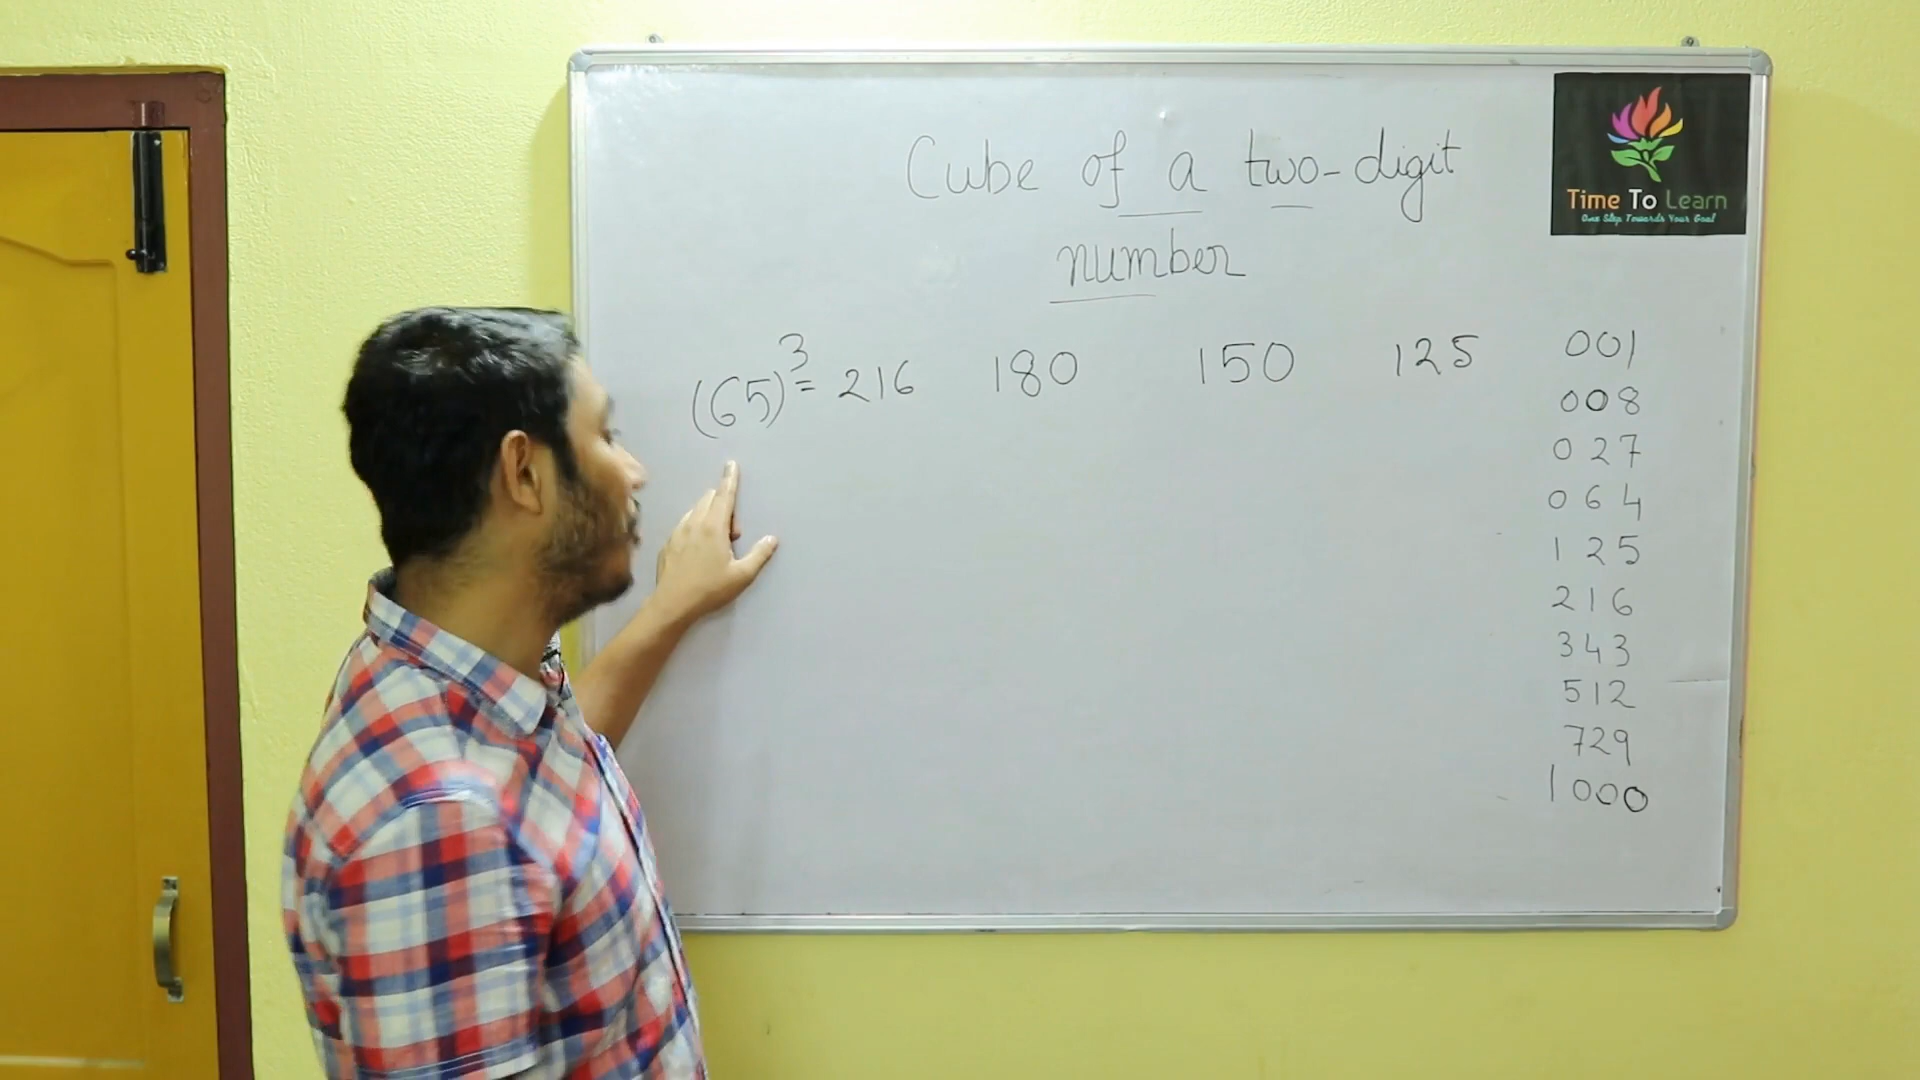 Cube of a two-digit
number
Time To Learn
One Step Towards Your Goal
(65)³ = 216 180 150 125
001
008
027
064
125
216
343
512
729
1000